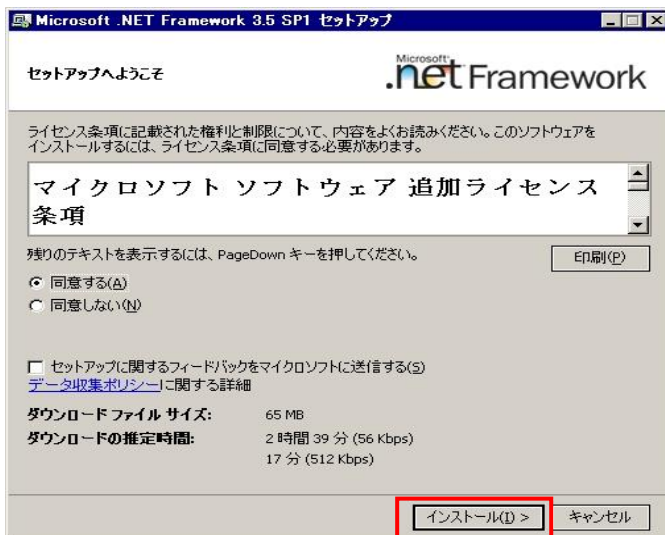 Microsoft .NET Framework 3.5 SP1 セットアップ
セットアップへようこそ
Microsoft
.net Framework
ライセンス条項に記載された権利と制限について、内容をよくお読みください。このソフトウェアを
インストールするには、ライセンス条項に同意する必要があります。
マイクロソフト ソフトウェア 追加ライセンス
条項
残りのテキストを表示するには、PageDown キーを押してください。
印刷(P)
同意する(A)
同意しない(N)
セットアップに関するフィードバックをマイクロソフトに送信する(S)
データ収集ポリシーに関する詳細
ダウンロード ファイル サイズ: 65 MB
ダウンロードの推定時間: 2 時間 39 分 (56 Kbps)
17 分 (512 Kbps)
インストール(I) > キャンセル